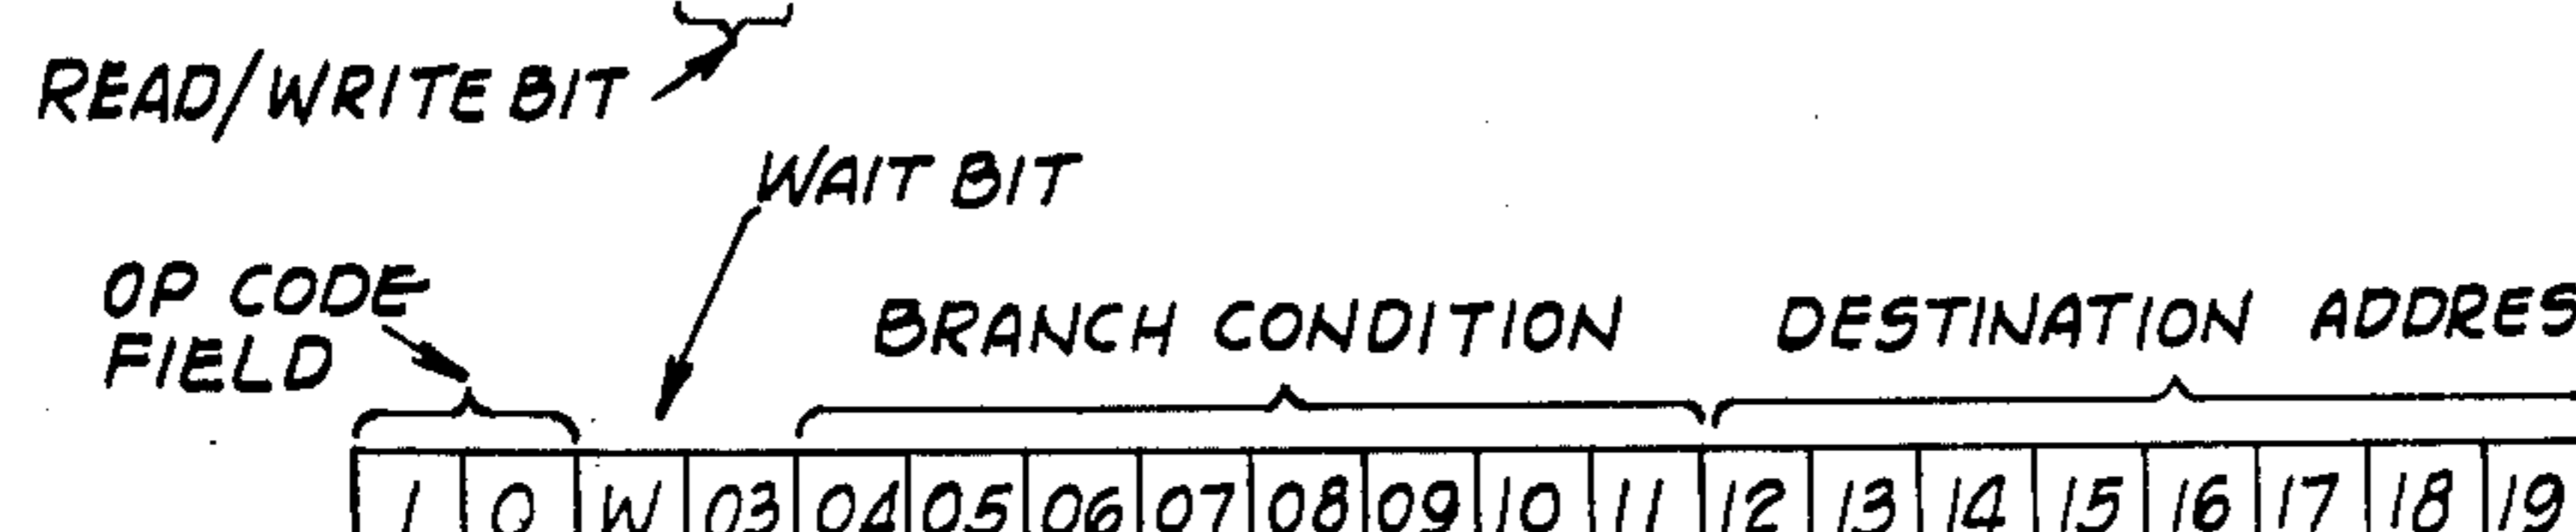 READ/WRITE BIT
WAIT BIT
OP CODE
FIELD
BRANCH CONDITION DESTINATION ADDRES
1 0 W 03 04 05 06 07 08 09 10 11 12 13 14 15 16 17 18 19